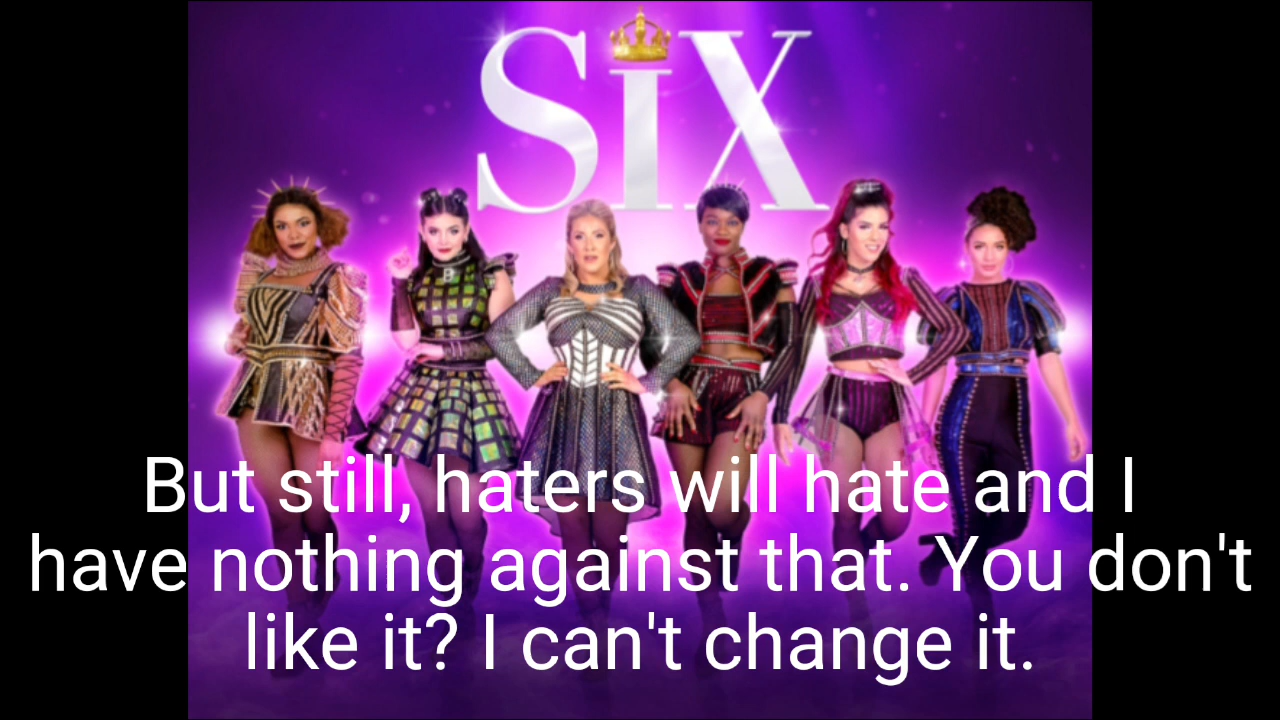 SIX
But still, haters will hate and I
have nothing against that. You don't
like it? I can't change it.